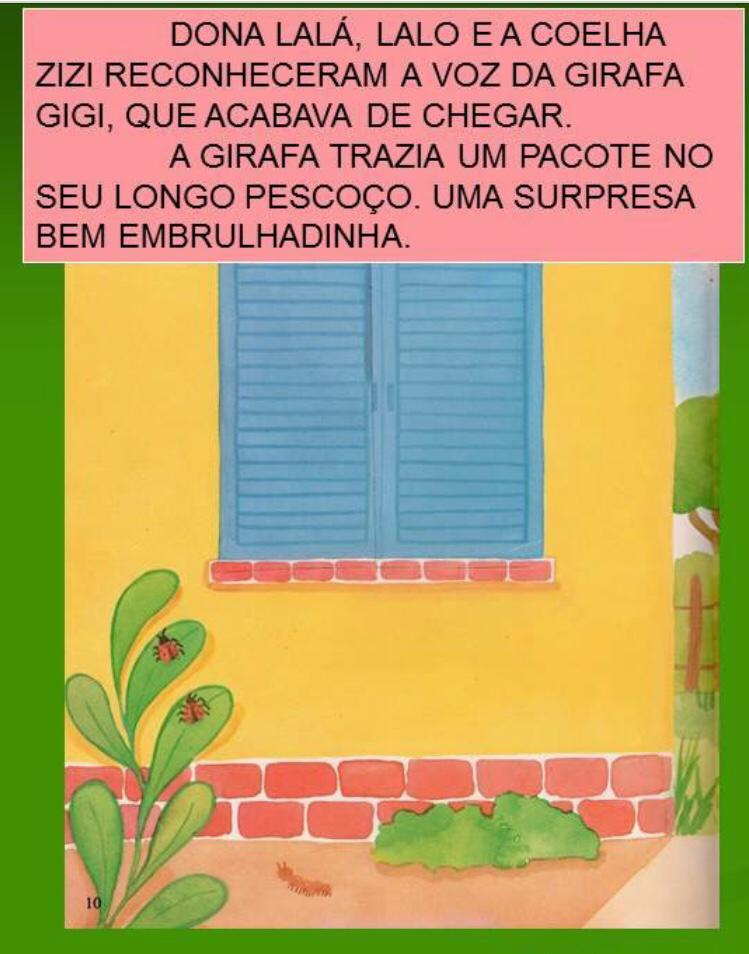 DONA LALÁ, LALO E A COELHA
ZIZI RECONHECERAM A VOZ DA GIRAFA
GIGI, QUE ACABAVA DE CHEGAR.
A GIRAFA TRAZIA UM PACOTE NO
SEU LONGO PESCOÇO. UMA SURPRESA
BEM EMBRULHADINHA.
10